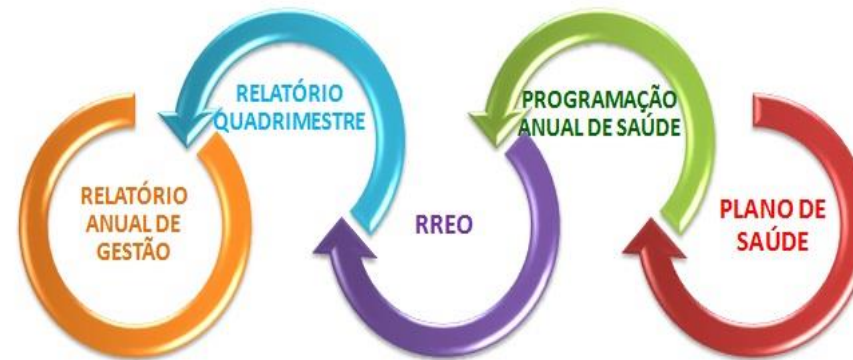 RELATÓRIO
ANUAL DE
GESTÃO
RELATÓRIO
QUADRIMESTRE
RREO
PROGRAMAÇÃO
ANUAL DE SAÚDE
PLANO DE
SAÚDE